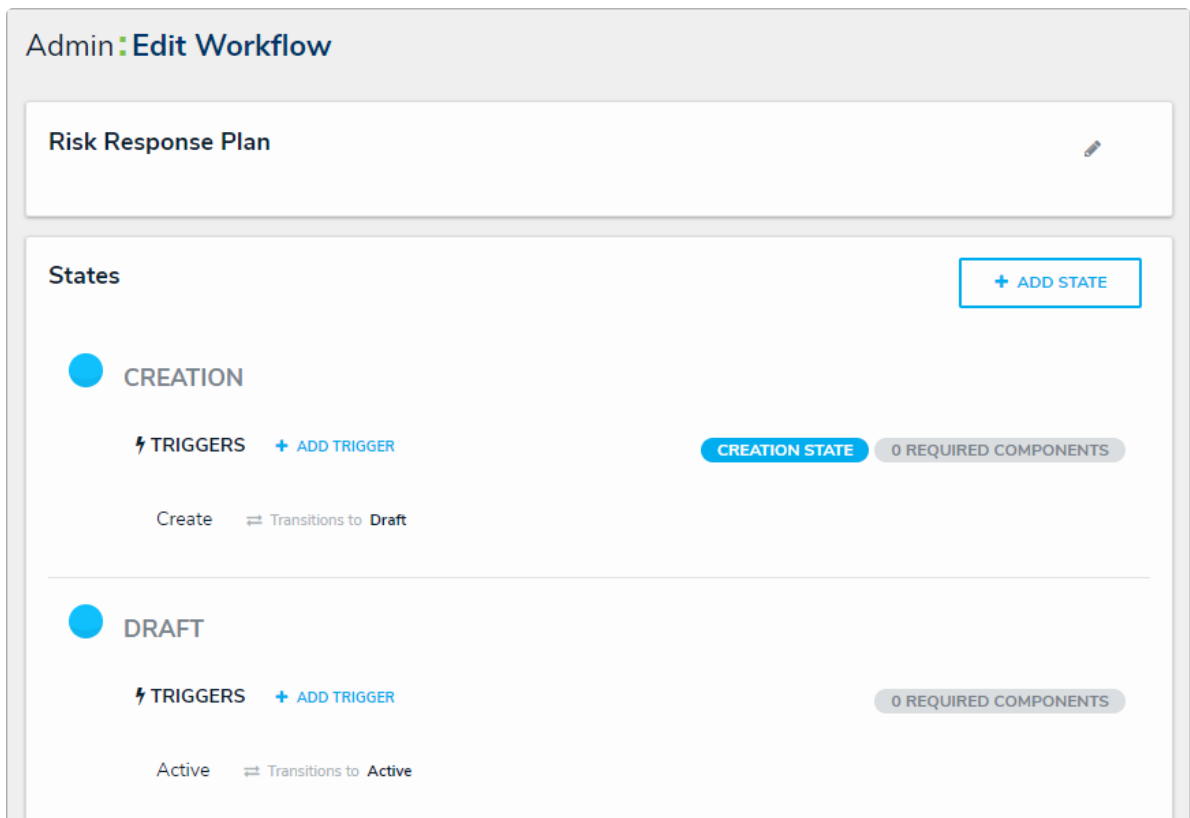 Admin:Edit Workflow
Risk Response Plan
States
+ ADD STATE
CREATION
TRIGGERS + ADD TRIGGER CREATION STATE 0 REQUIRED COMPONENTS
Create Transitions to Draft
DRAFT
TRIGGERS + ADD TRIGGER 0 REQUIRED COMPONENTS
Active Transitions to Active